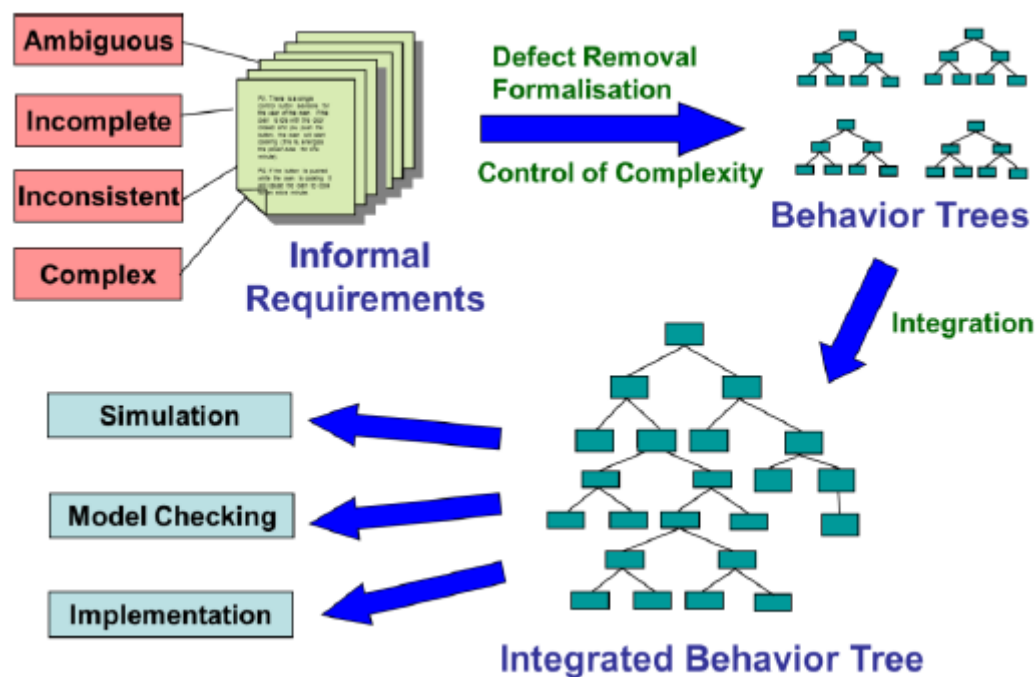 Ambiguous
Incomplete
Inconsistent
Complex
Informal
Requirements
Defect Removal
Formalisation
Control of Complexity
Behavior Trees
Integration
Integrated Behavior Tree
Simulation
Model Checking
Implementation